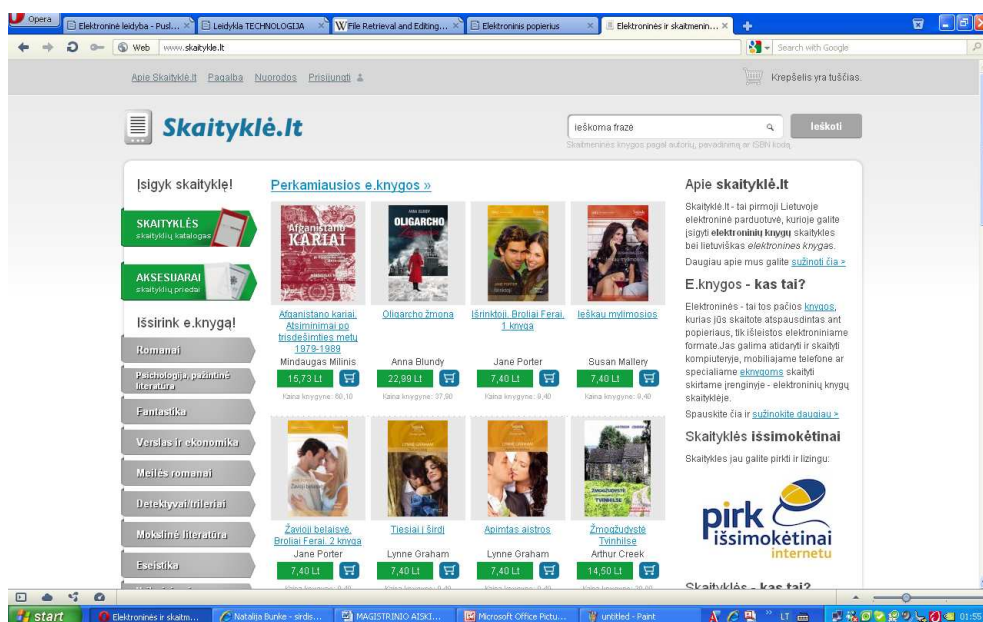 Opera
Elektroninė leidyba - Pusl...
Leidykla TECHNOLOGIJA
File Retrieval and Editing...
Elektroninis popierius
Elektroninės ir skaitmenin...
Web www.skaitykle.lt
Search with Google
Apie Skaityklė.lt Pagalba Nuorodos Prisijungti
Krepšelis yra tuščias.
Skaityklė.lt
ieškoma frazė
Ieškoti
Skaitmeninės knygos pagal autorių, pavadinimą ar ISBN kodą.
Įsigyk skaityklę!
SKAITYKLĖS
skaityklių katalogas
AKSESUARAI
skaityklių priedai
Išsirink e.knygą!
Romanai
Psichologija, pažintinė
literatūra
Fantastika
Verslas ir ekonomika
Meilės romanai
Detektyvai/trileriai
Mokslinė literatūra
Eseistika
Perkamiausios e.knygos »
Afganistano
KARIAI
OLIGARCHO
Afganistano kariai.
Atsiminimai po
trisdešimties metų
1979-1989
Mindaugas Milinis
15,73 Lt
Kaina knygyne: 60,10
Oligarcho žmona
Anna Blundy
22,99 Lt
Kaina knygyne: 37,90
Išrinktoji. Broliai Ferai.
1 knyga
Jane Porter
7,40 Lt
Kaina knygyne: 9,40
Ieškau mylimosios
Susan Mallery
7,40 Lt
Kaina knygyne: 9,40
ŽMOGŽUDYSTĖ
TVINHILSE
Žavioji belaisvė.
Broliai Ferai. 2 knyga
Jane Porter
7,40 Lt
Tiesiai į širdį
Lynne Graham
7,40 Lt
Apimtas aistros
Lynne Graham
7,40 Lt
Žmogžudystė
Tvinhilse
Arthur Creek
14,50 Lt
Apie skaityklė.lt
Skaityklė.lt - tai pirmoji Lietuvoje
elektroninė parduotuvė, kurioje galite
įsigyti elektroninių knygų skaitykles
bei lietuviškas elektronines knygas.
Daugiau apie mus galite sužinoti čia >
E.knygos - kas tai?
Elektroninės - tai tos pačios knygos,
kurias jūs skaitote atspausdintas ant
popieriaus, tik išleistos elektroniniame
formate.Jas galima atidaryti ir skaityti
kompiuteryje, mobiliajame telefone ar
specialiame eknygoms skaityti
skirtame įrenginyje - elektroninių knygų
skaityklėje.
Spauskite čia ir sužinokite daugiau >
Skaityklės išsimokėtinai
Skaitykles jau galite pirkti ir lizingu:
pirk
išsimokėtinai
internetu
Skaityklės - kas tai?
start
Elektroninės ir skaitm...
Natalija Bunke - sirdis...
MAGISTRINIO AISKI...
Microsoft Office Pictu...
untitled - Paint
LT
01:55